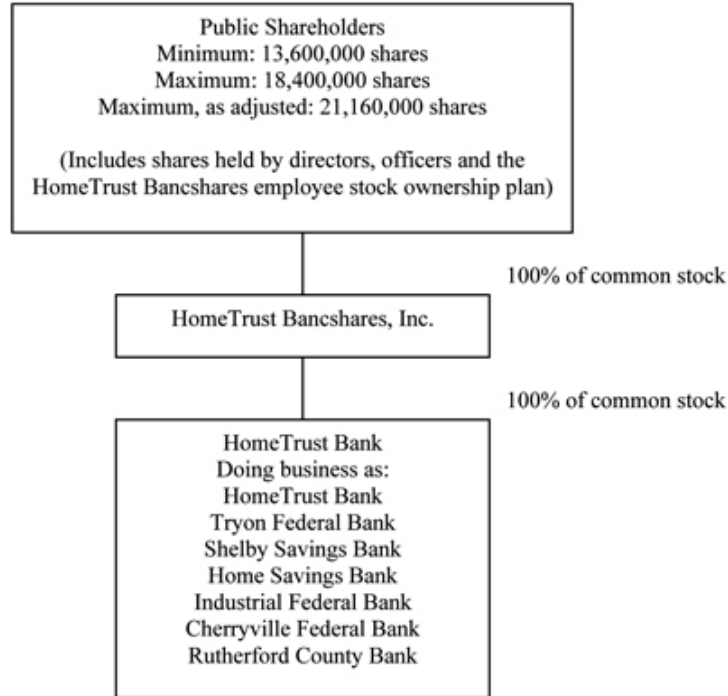 Public Shareholders
Minimum: 13,600,000 shares
Maximum: 18,400,000 shares
Maximum, as adjusted: 21,160,000 shares
(Includes shares held by directors, officers and the
HomeTrust Bancshares employee stock ownership plan)
100% of common stock
HomeTrust Bancshares, Inc.
100% of common stock
HomeTrust Bank
Doing business as:
HomeTrust Bank
Tryon Federal Bank
Shelby Savings Bank
Home Savings Bank
Industrial Federal Bank
Cherryville Federal Bank
Rutherford County Bank